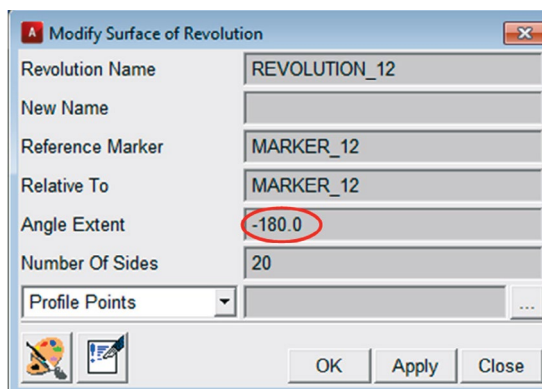 Modify Surface of Revolution
Revolution Name REVOLUTION_12
New Name
Reference Marker MARKER_12
Relative To MARKER_12
Angle Extent -180.0
Number Of Sides 20
Profile Points ...
OK Apply Close